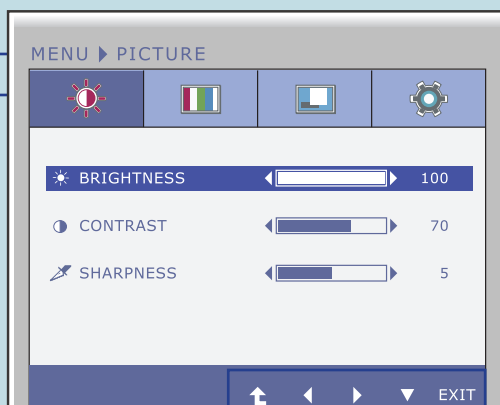 MENU ▶ PICTURE
BRIGHTNESS 100
CONTRAST 70
SHARPNESS 5
EXIT